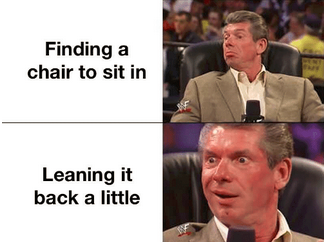 Finding a
chair to sit in
Leaning it
back a little